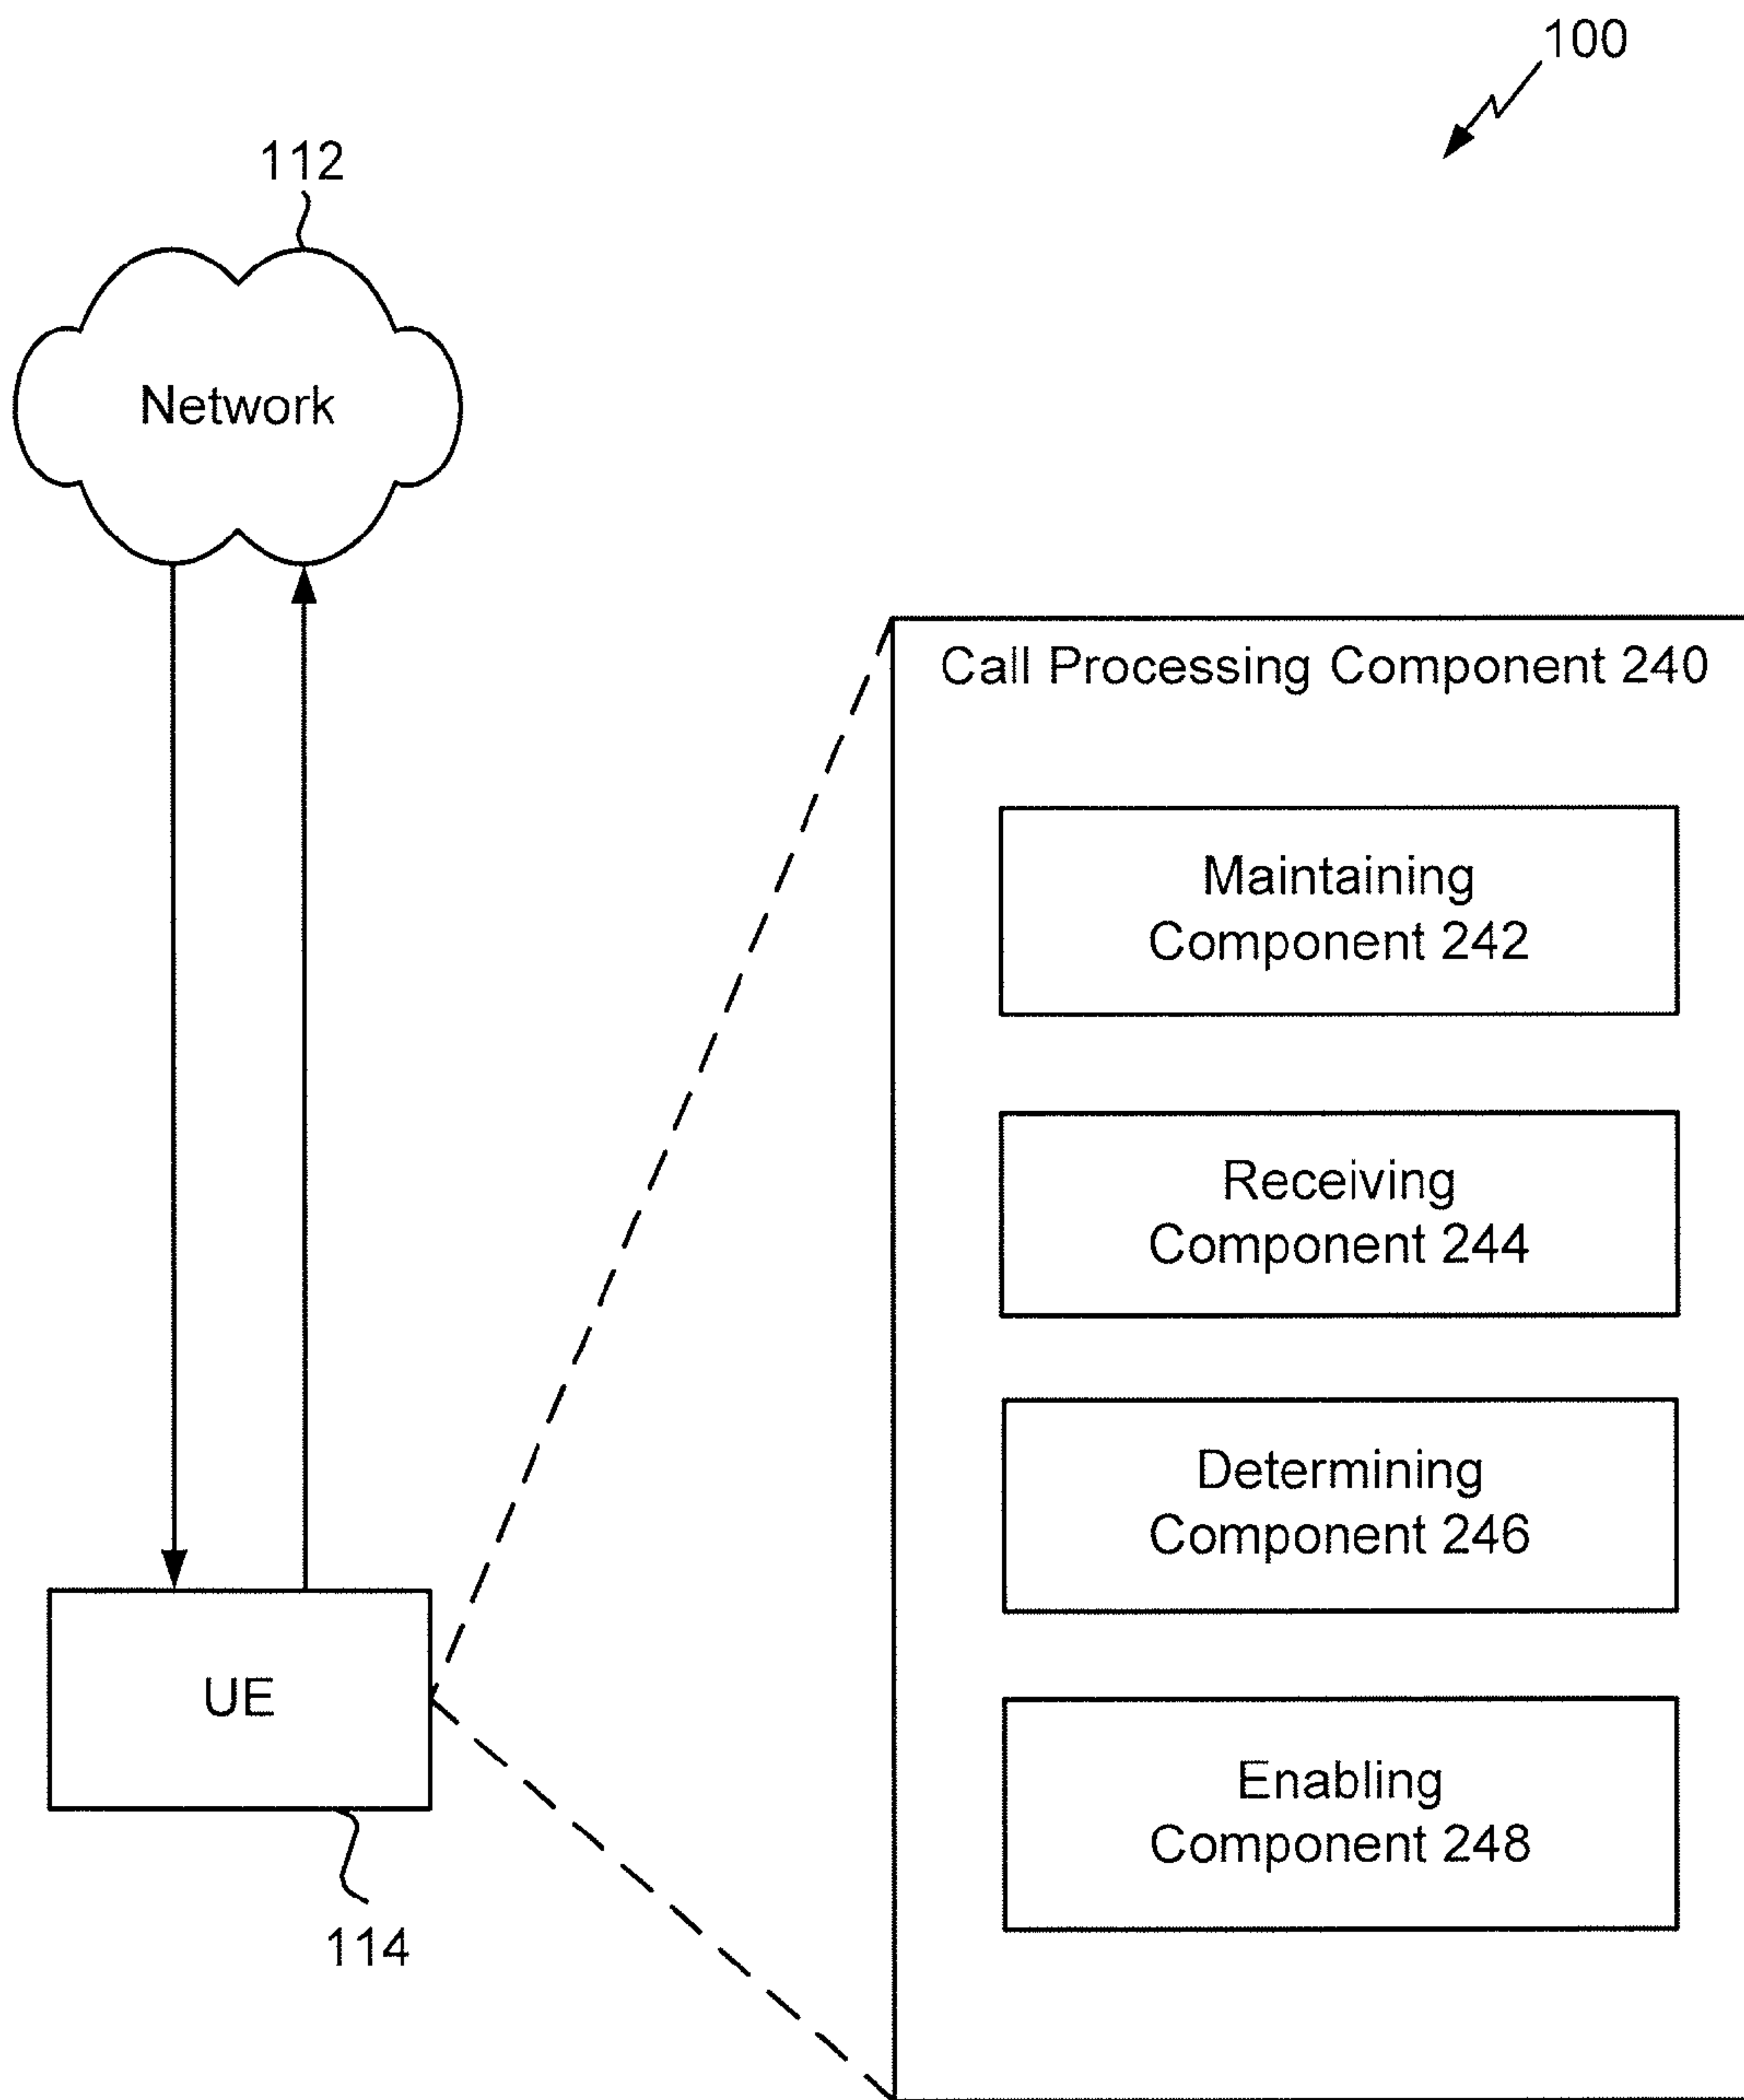 100
112
Network
Call Processing Component 240
Maintaining
Component 242
Receiving
Component 244
Determining
Component 246
UE
Enabling
Component 248
114